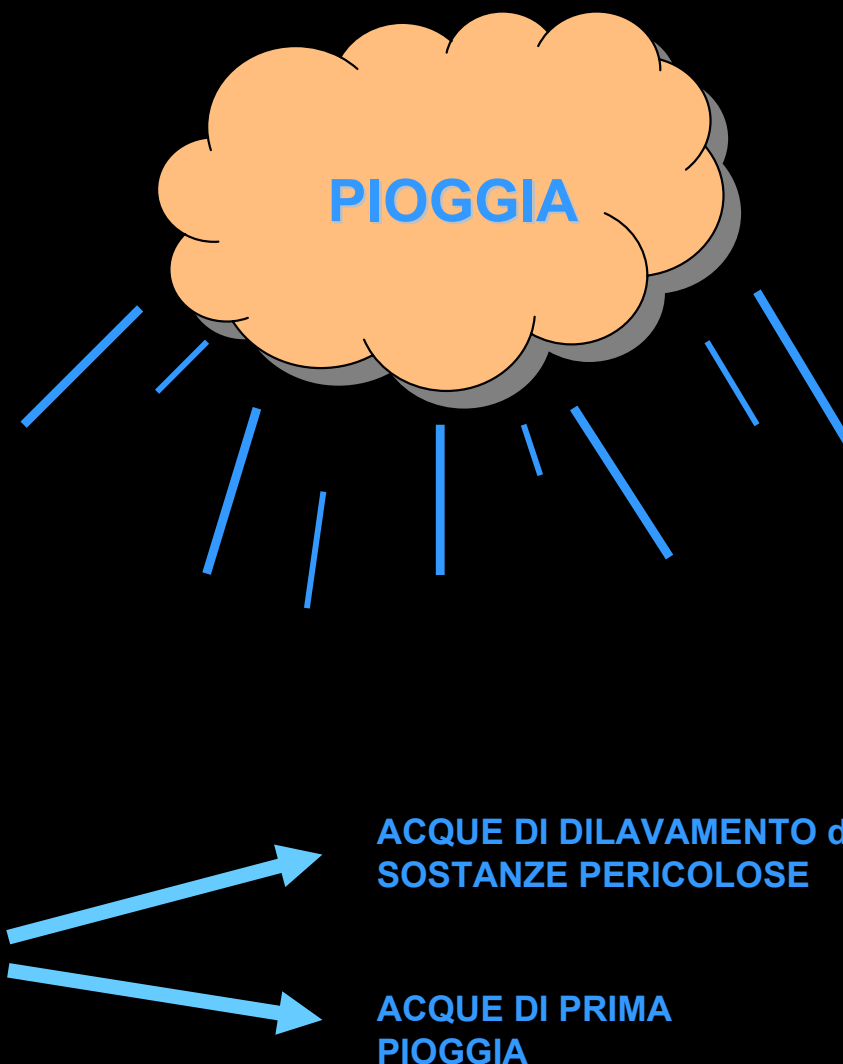 PIOGGIA
ACQUE DI DILAVAMENTO d
SOSTANZE PERICOLOSE
ACQUE DI PRIMA
PIOGGIA